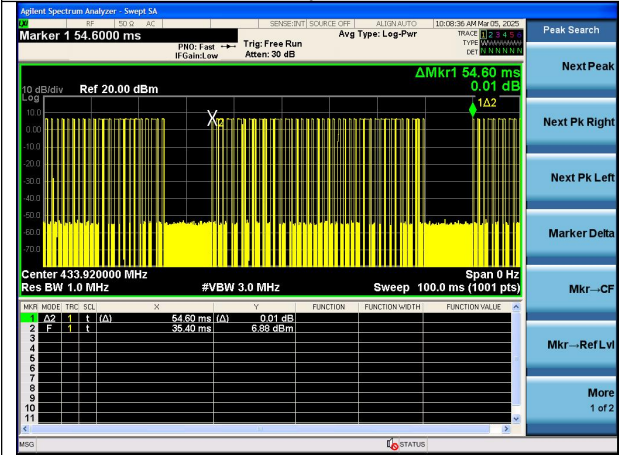 Agilent Spectrum Analyzer - Swept SA
RF 50 Ω AC SENSE:INT SOURCE OFF ALIGN AUTO 10:08:36 AM Mar 05, 2025
Marker 1 54.6000 ms
PNO: Fast
IFGain:Low
Trig: Free Run
Atten: 30 dB
Avg Type: Log-Pwr
TRACE 1 2 3 4 5 6
TYPE
DET N N N N N N
Peak Search
ΔMkr1 54.60 ms
0.01 dB
10 dB/div Ref 20.00 dBm
Log
10.0
0.00
-10.0
-20.0
-30.0
-40.0
-50.0
-60.0
-70.0
1Δ2
Center 433.920000 MHz Span 0 Hz
Res BW 1.0 MHz #VBW 3.0 MHz Sweep 100.0 ms (1001 pts)
MKR MODE TRC SCL X Y FUNCTION FUNCTION WIDTH FUNCTION VALUE
1 Δ2 1 t (Δ) 54.60 ms (Δ) 0.01 dB
2 F 1 t 35.40 ms 6.88 dBm
3
4
5
6
7
8
9
10
11
MSG STATUS
Next Peak
Next Pk Right
Next Pk Left
Marker Delta
Mkr→CF
Mkr→Ref Lvl
More
1 of 2